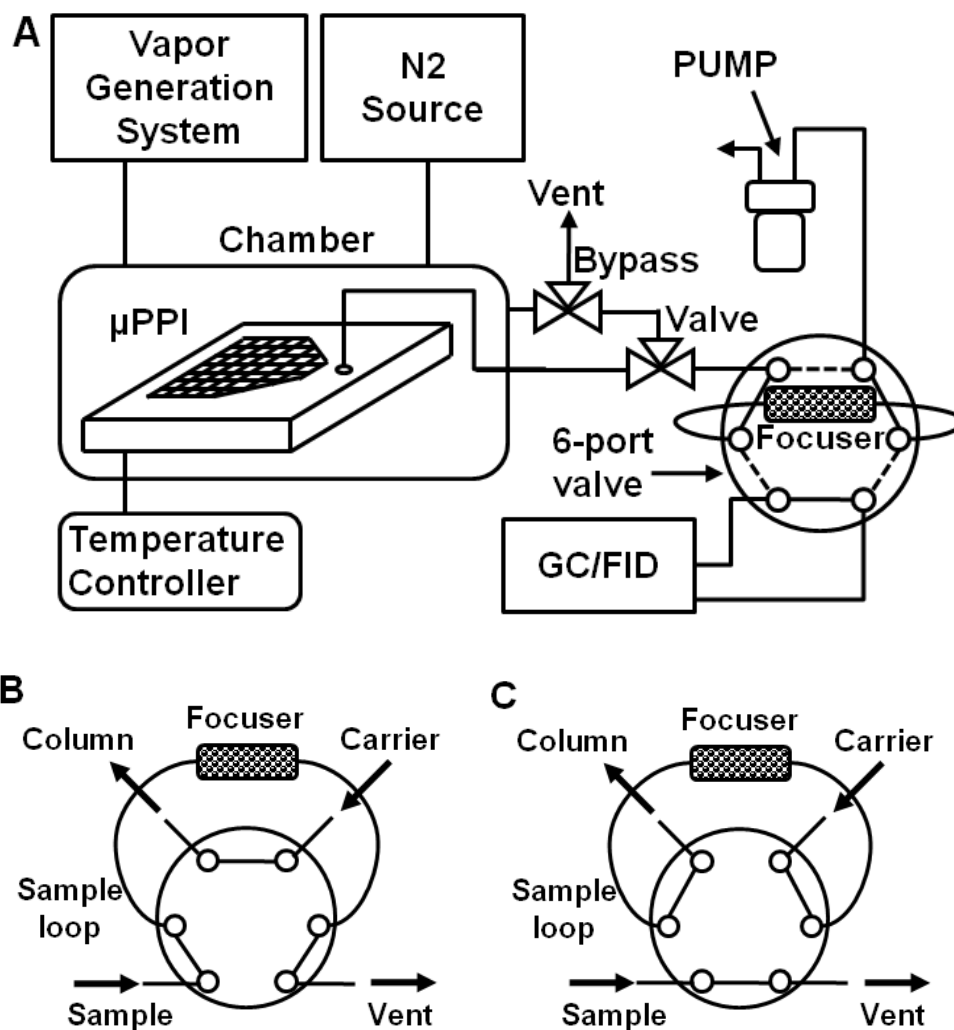 A
Vapor
Generation
System
N2
Source
PUMP
Vent
Chamber
Bypass
µPPI
Valve
Focuser
6-port
valve
Temperature
Controller
GC/FID
B
Focuser
Column
Carrier
Sample
loop
Sample
Vent
C
Focuser
Column
Carrier
Sample
loop
Sample
Vent